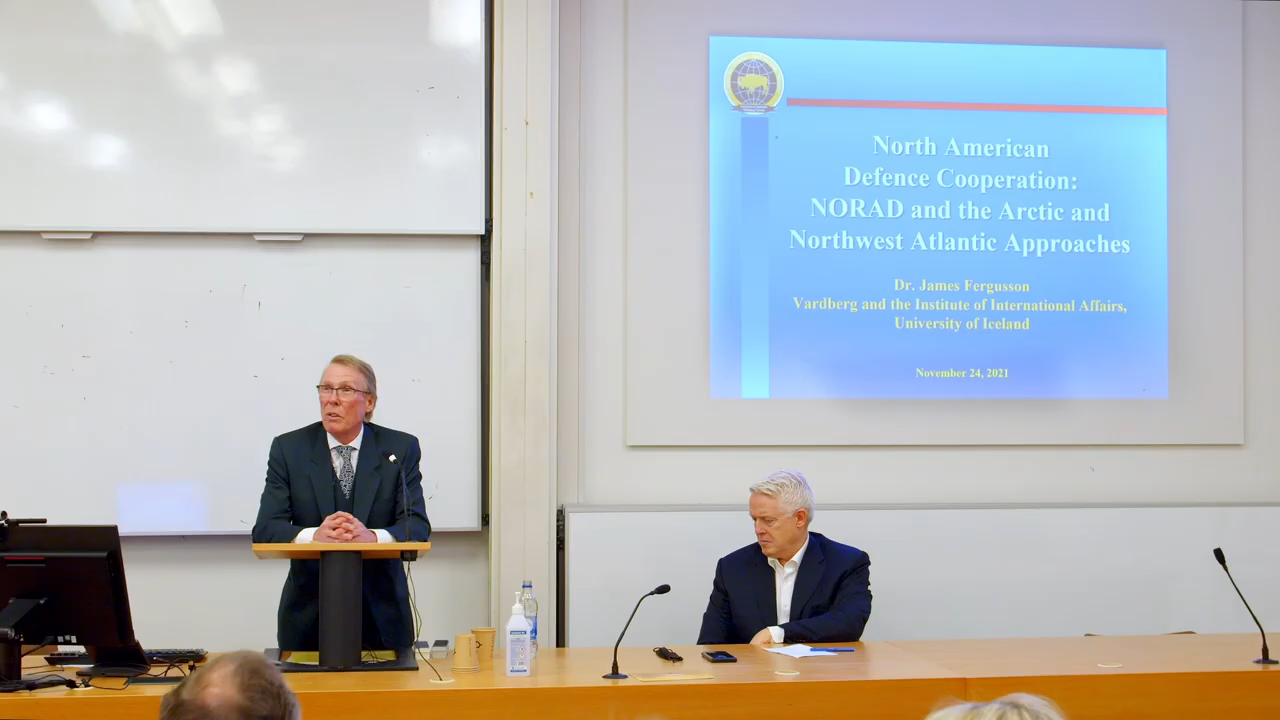 North American
Defence Cooperation:
NORAD and the Arctic and
Northwest Atlantic Approaches
Dr. James Fergusson
Vardberg and the Institute of International Affairs,
University of Iceland
November 24, 2021